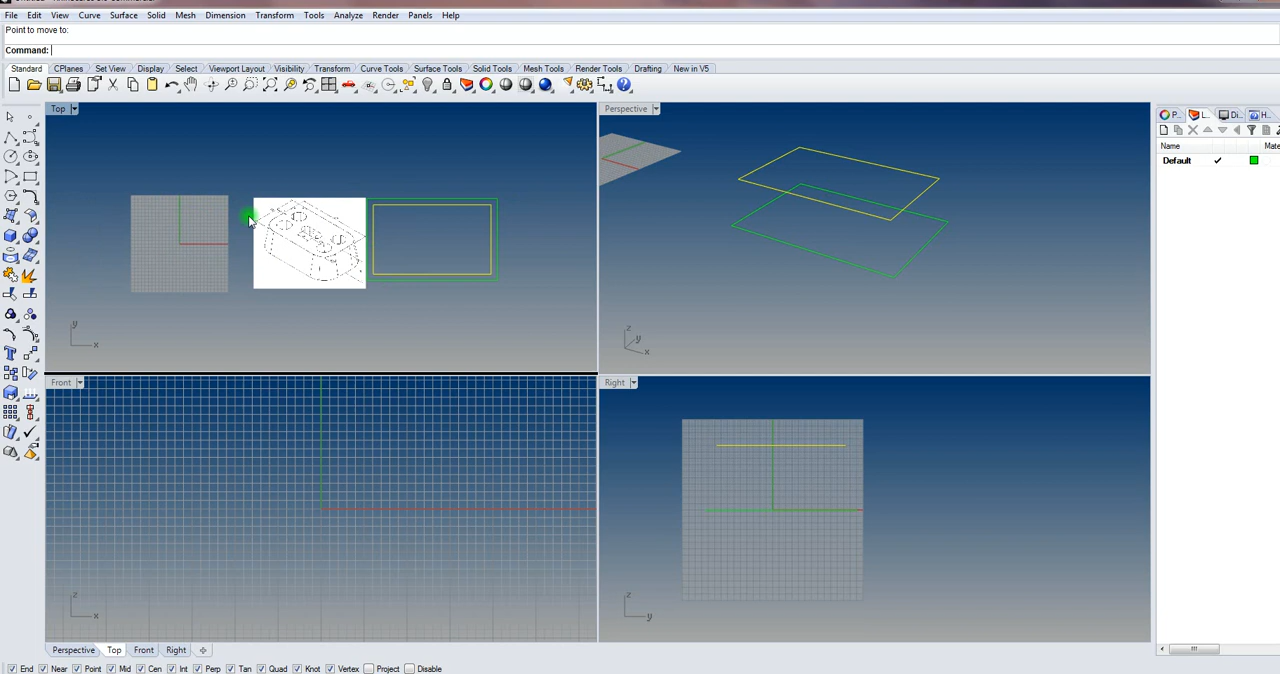 File Edit View Curve Surface Solid Mesh Dimension Transform Tools Analyze Render Panels Help
Point to move to:
Command:
Standard CPlanes Set View Display Select Viewport Layout Visibility Transform Curve Tools Surface Tools Solid Tools Mesh Tools Render Tools Drafting New in V5
Top
Perspective
P... L... Di... H...
Name Mate
Default
y
x
z
y
x
Front
Right
z
x
z
y
Perspective Top Front Right
End Near Point Mid Cen Int Perp Tan Quad Knot Vertex Project Disable